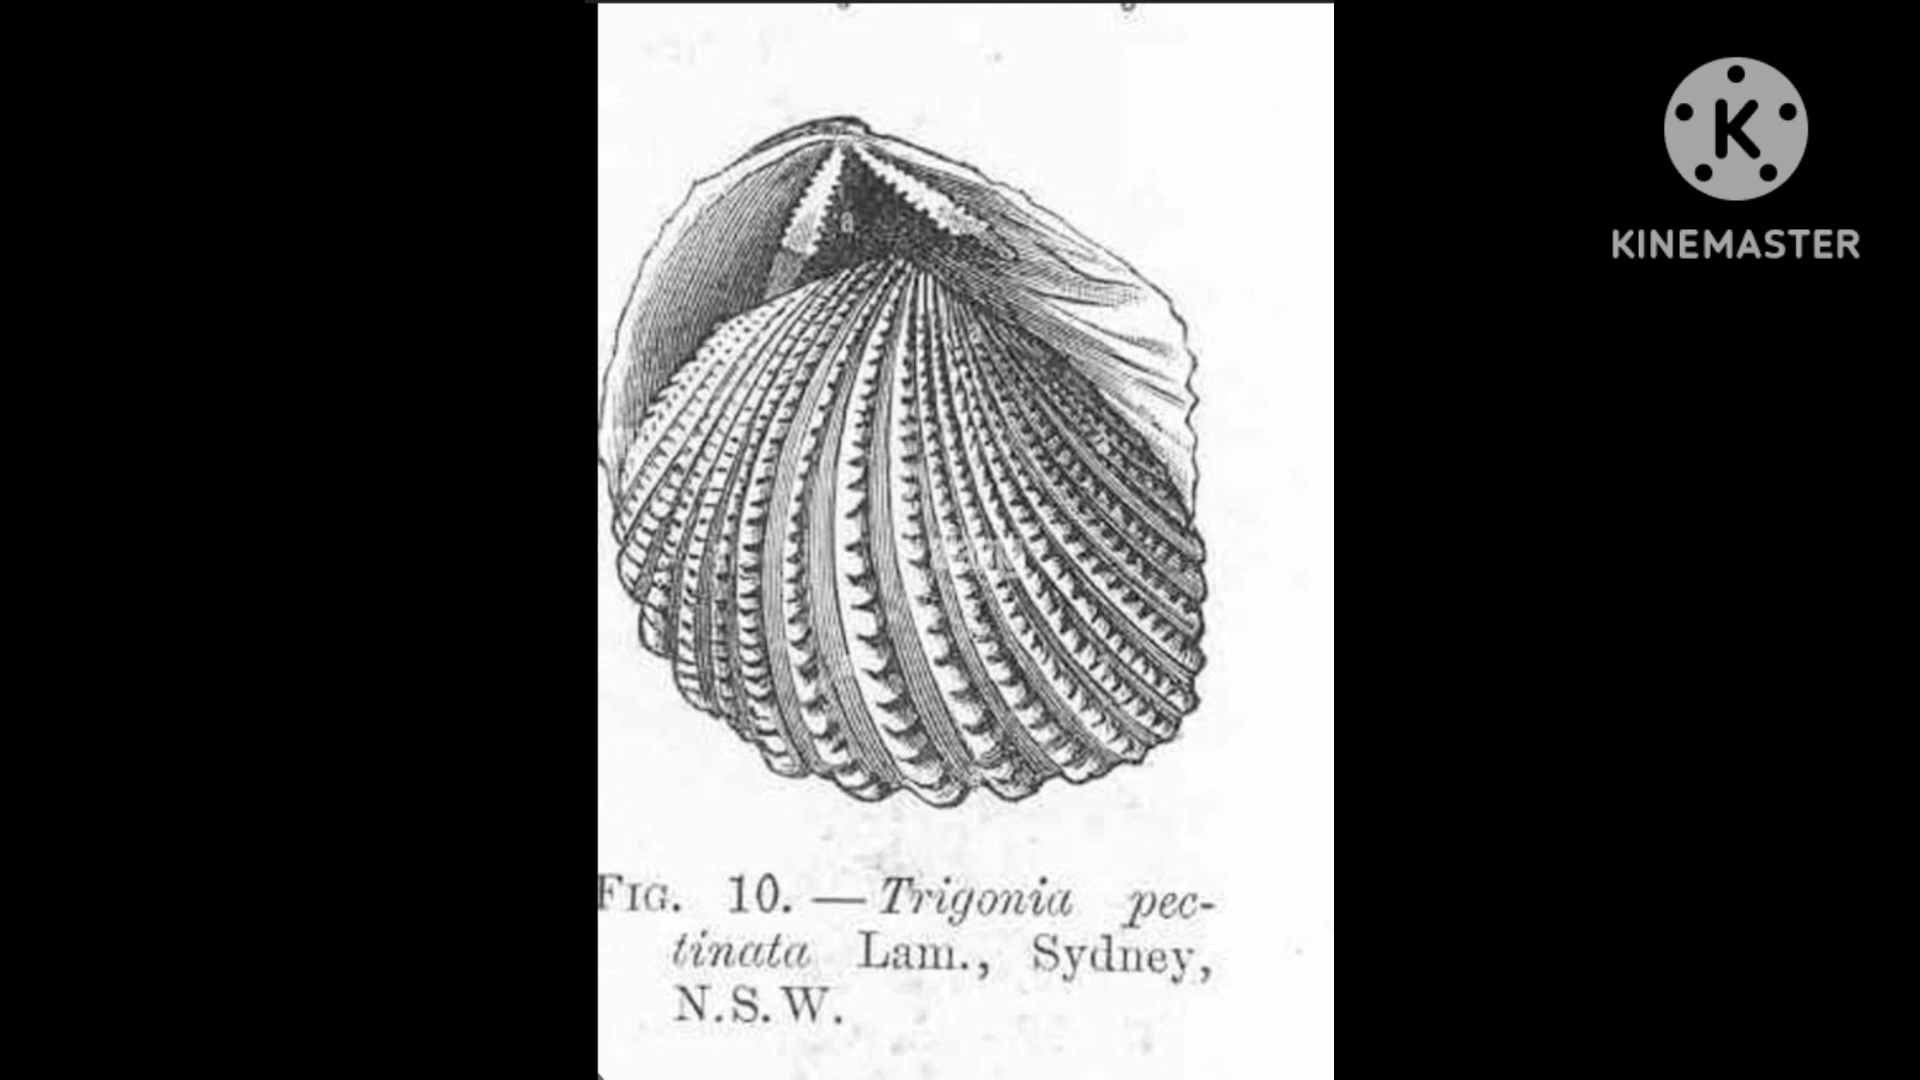 K
KINEMASTER
FIG. 10. — Trigonia pec-
tinata Lam., Sydney,
N.S.W.